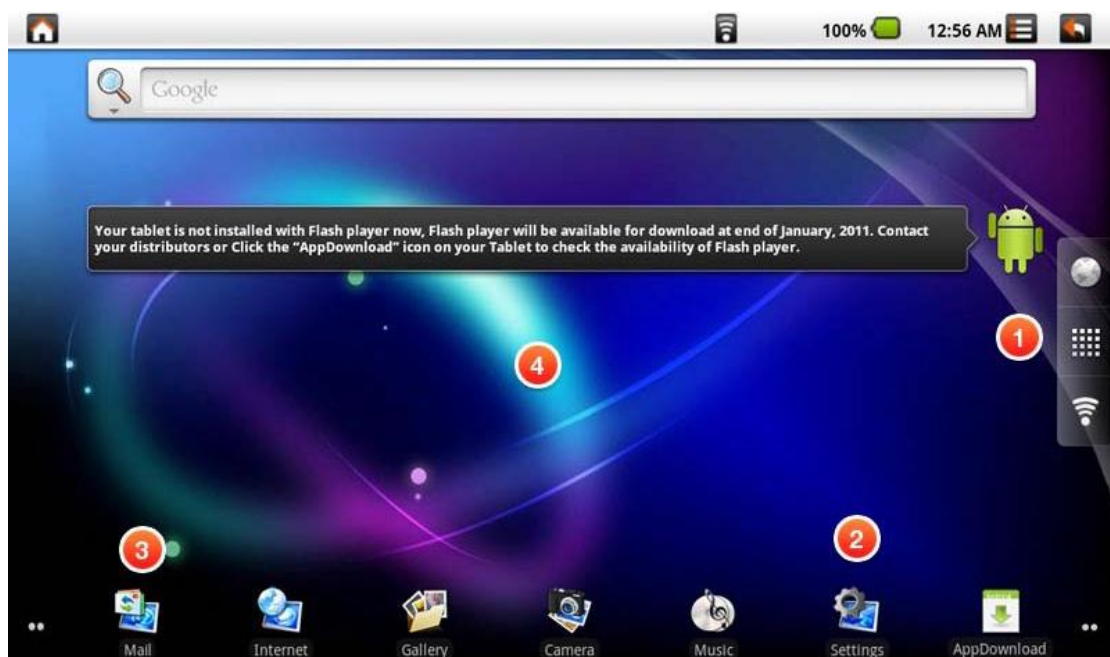 100%
12:56 AM
Google
Your tablet is not installed with Flash player now, Flash player will be available for download at end of January, 2011. Contact
your distributors or Click the “AppDownload” icon on your Tablet to check the availability of Flash player.
1
4
2
3
Mail
Internet
Gallery
Camera
Music
Settings
AppDownload